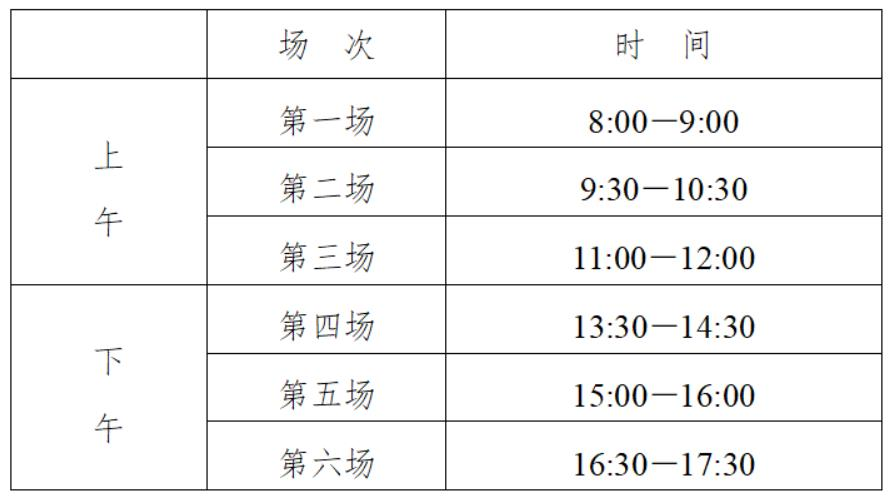 场 次 时 间
上午
第一场 8:00－9:00
第二场 9:30－10:30
第三场 11:00－12:00
下午
第四场 13:30－14:30
第五场 15:00－16:00
第六场 16:30－17:30